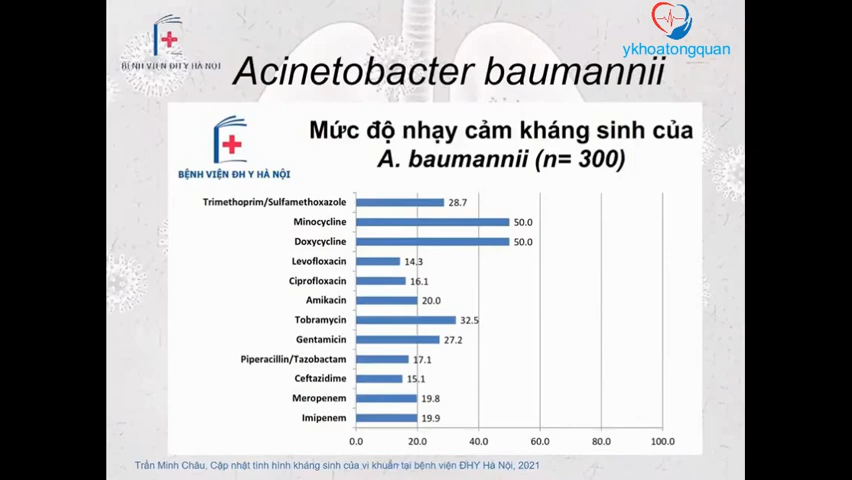 BỆNH VIỆN ĐH Y HÀ NỘI
ykhoatongquan
Acinetobacter baumannii
BỆNH VIỆN ĐH Y HÀ NỘI
Mức độ nhạy cảm kháng sinh của
A. baumannii (n= 300)
Trimethoprim/Sulfamethoxazole 28.7
Minocycline 50.0
Doxycycline 50.0
Levofloxacin 14.3
Ciprofloxacin 16.1
Amikacin 20.0
Tobramycin 32.5
Gentamicin 27.2
Piperacillin/Tazobactam 17.1
Ceftazidime 15.1
Meropenem 19.8
Imipenem 19.9
0.0 20.0 40.0 60.0 80.0 100.0
Trần Minh Châu, Cập nhật tình hình kháng sinh của vi khuẩn tại bệnh viện ĐHY Hà Nội, 2021